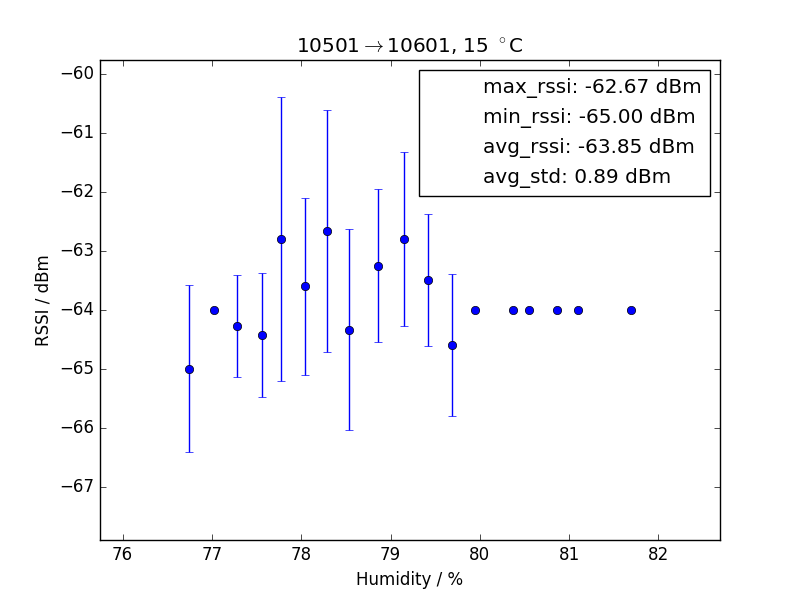 10501→10601, 15 °C
max_rssi: -62.67 dBm
min_rssi: -65.00 dBm
avg_rssi: -63.85 dBm
avg_std: 0.89 dBm
−60
−61
−62
−63
−64
−65
−66
−67
RSSI / dBm
76 77 78 79 80 81 82
Humidity / %